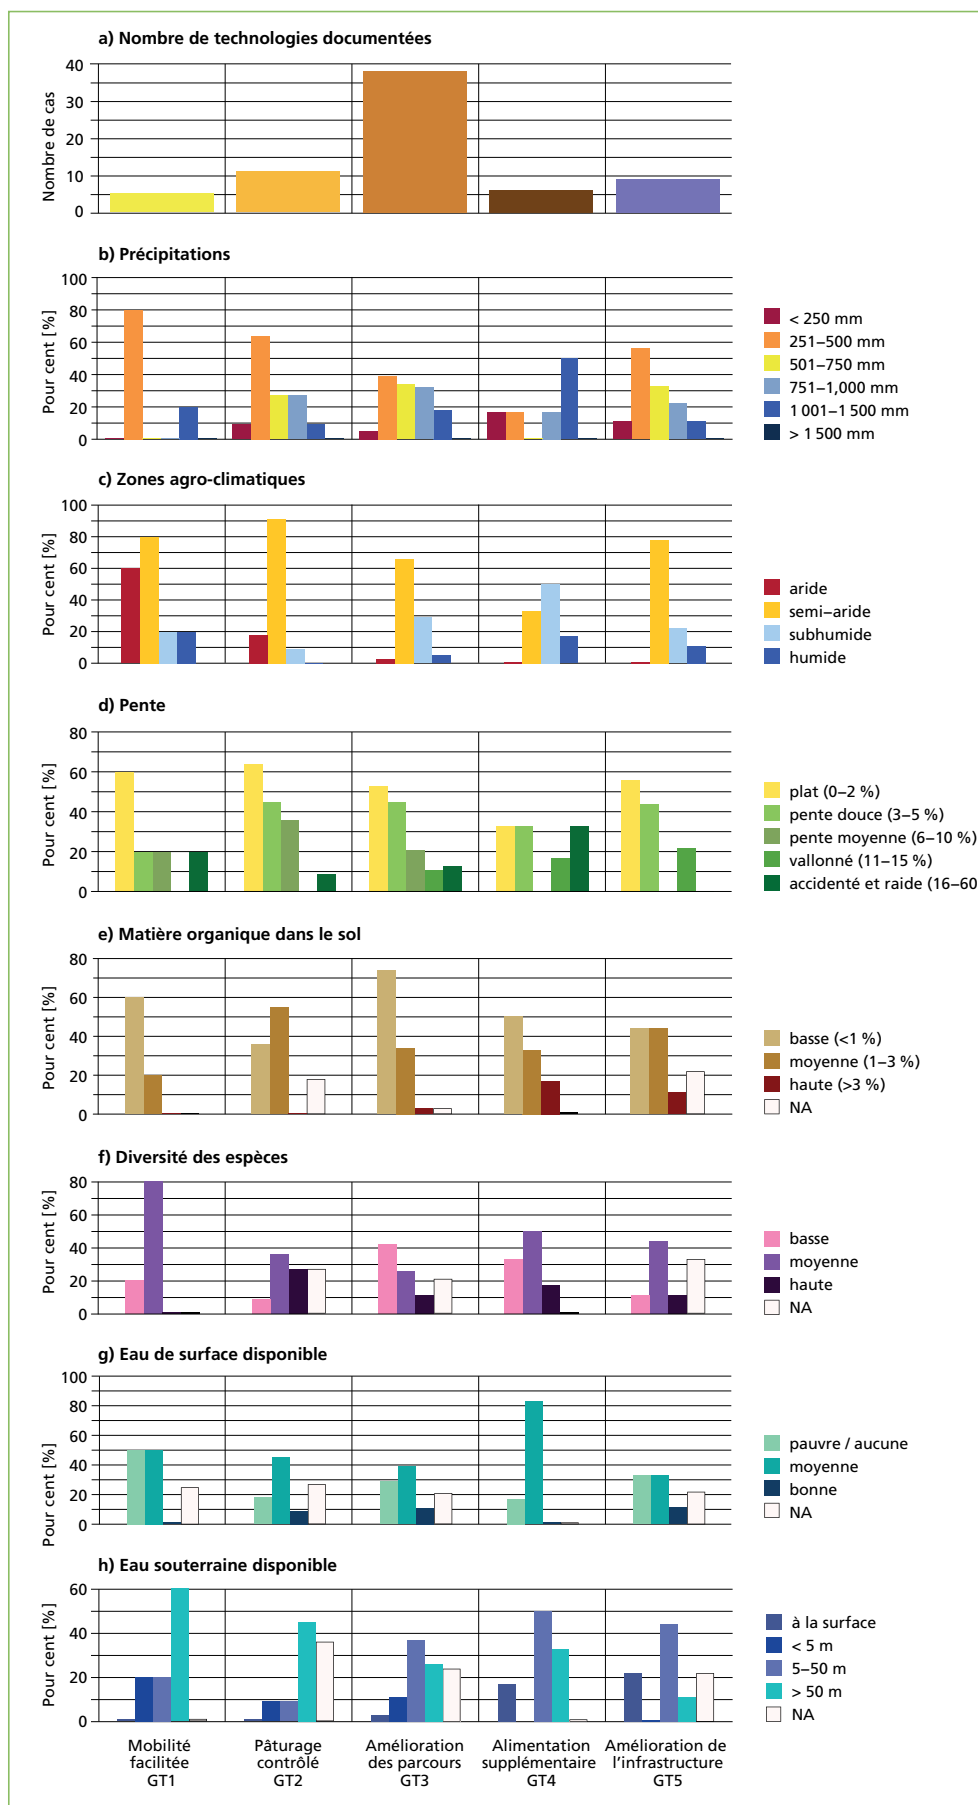 a) Nombre de technologies documentées
Nombre de cas
40
30
20
10
0
b) Précipitations
Pour cent [%]
100
80
60
40
20
0
< 250 mm
251–500 mm
501–750 mm
751–1,000 mm
1 001–1 500 mm
> 1 500 mm
c) Zones agro-climatiques
Pour cent [%]
100
80
60
40
20
0
aride
semi–aride
subhumide
humide
d) Pente
Pour cent [%]
80
60
40
20
0
plat (0–2 %)
pente douce (3–5 %)
pente moyenne (6–10 %)
vallonné (11–15 %)
accidenté et raide (16–60
e) Matière organique dans le sol
Pour cent [%]
80
60
40
20
0
basse (<1 %)
moyenne (1–3 %)
haute (>3 %)
NA
f) Diversité des espèces
Pour cent [%]
80
60
40
20
0
basse
moyenne
haute
NA
g) Eau de surface disponible
Pour cent [%]
100
80
60
40
20
0
pauvre / aucune
moyenne
bonne
NA
h) Eau souterraine disponible
Pour cent [%]
60
40
20
0
à la surface
< 5 m
5–50 m
> 50 m
NA
Mobilité
facilitée
GT1
Pâturage
contrôlé
GT2
Amélioration
des parcours
GT3
Alimentation
supplémentaire
GT4
Amélioration de
l'infrastructure
GT5